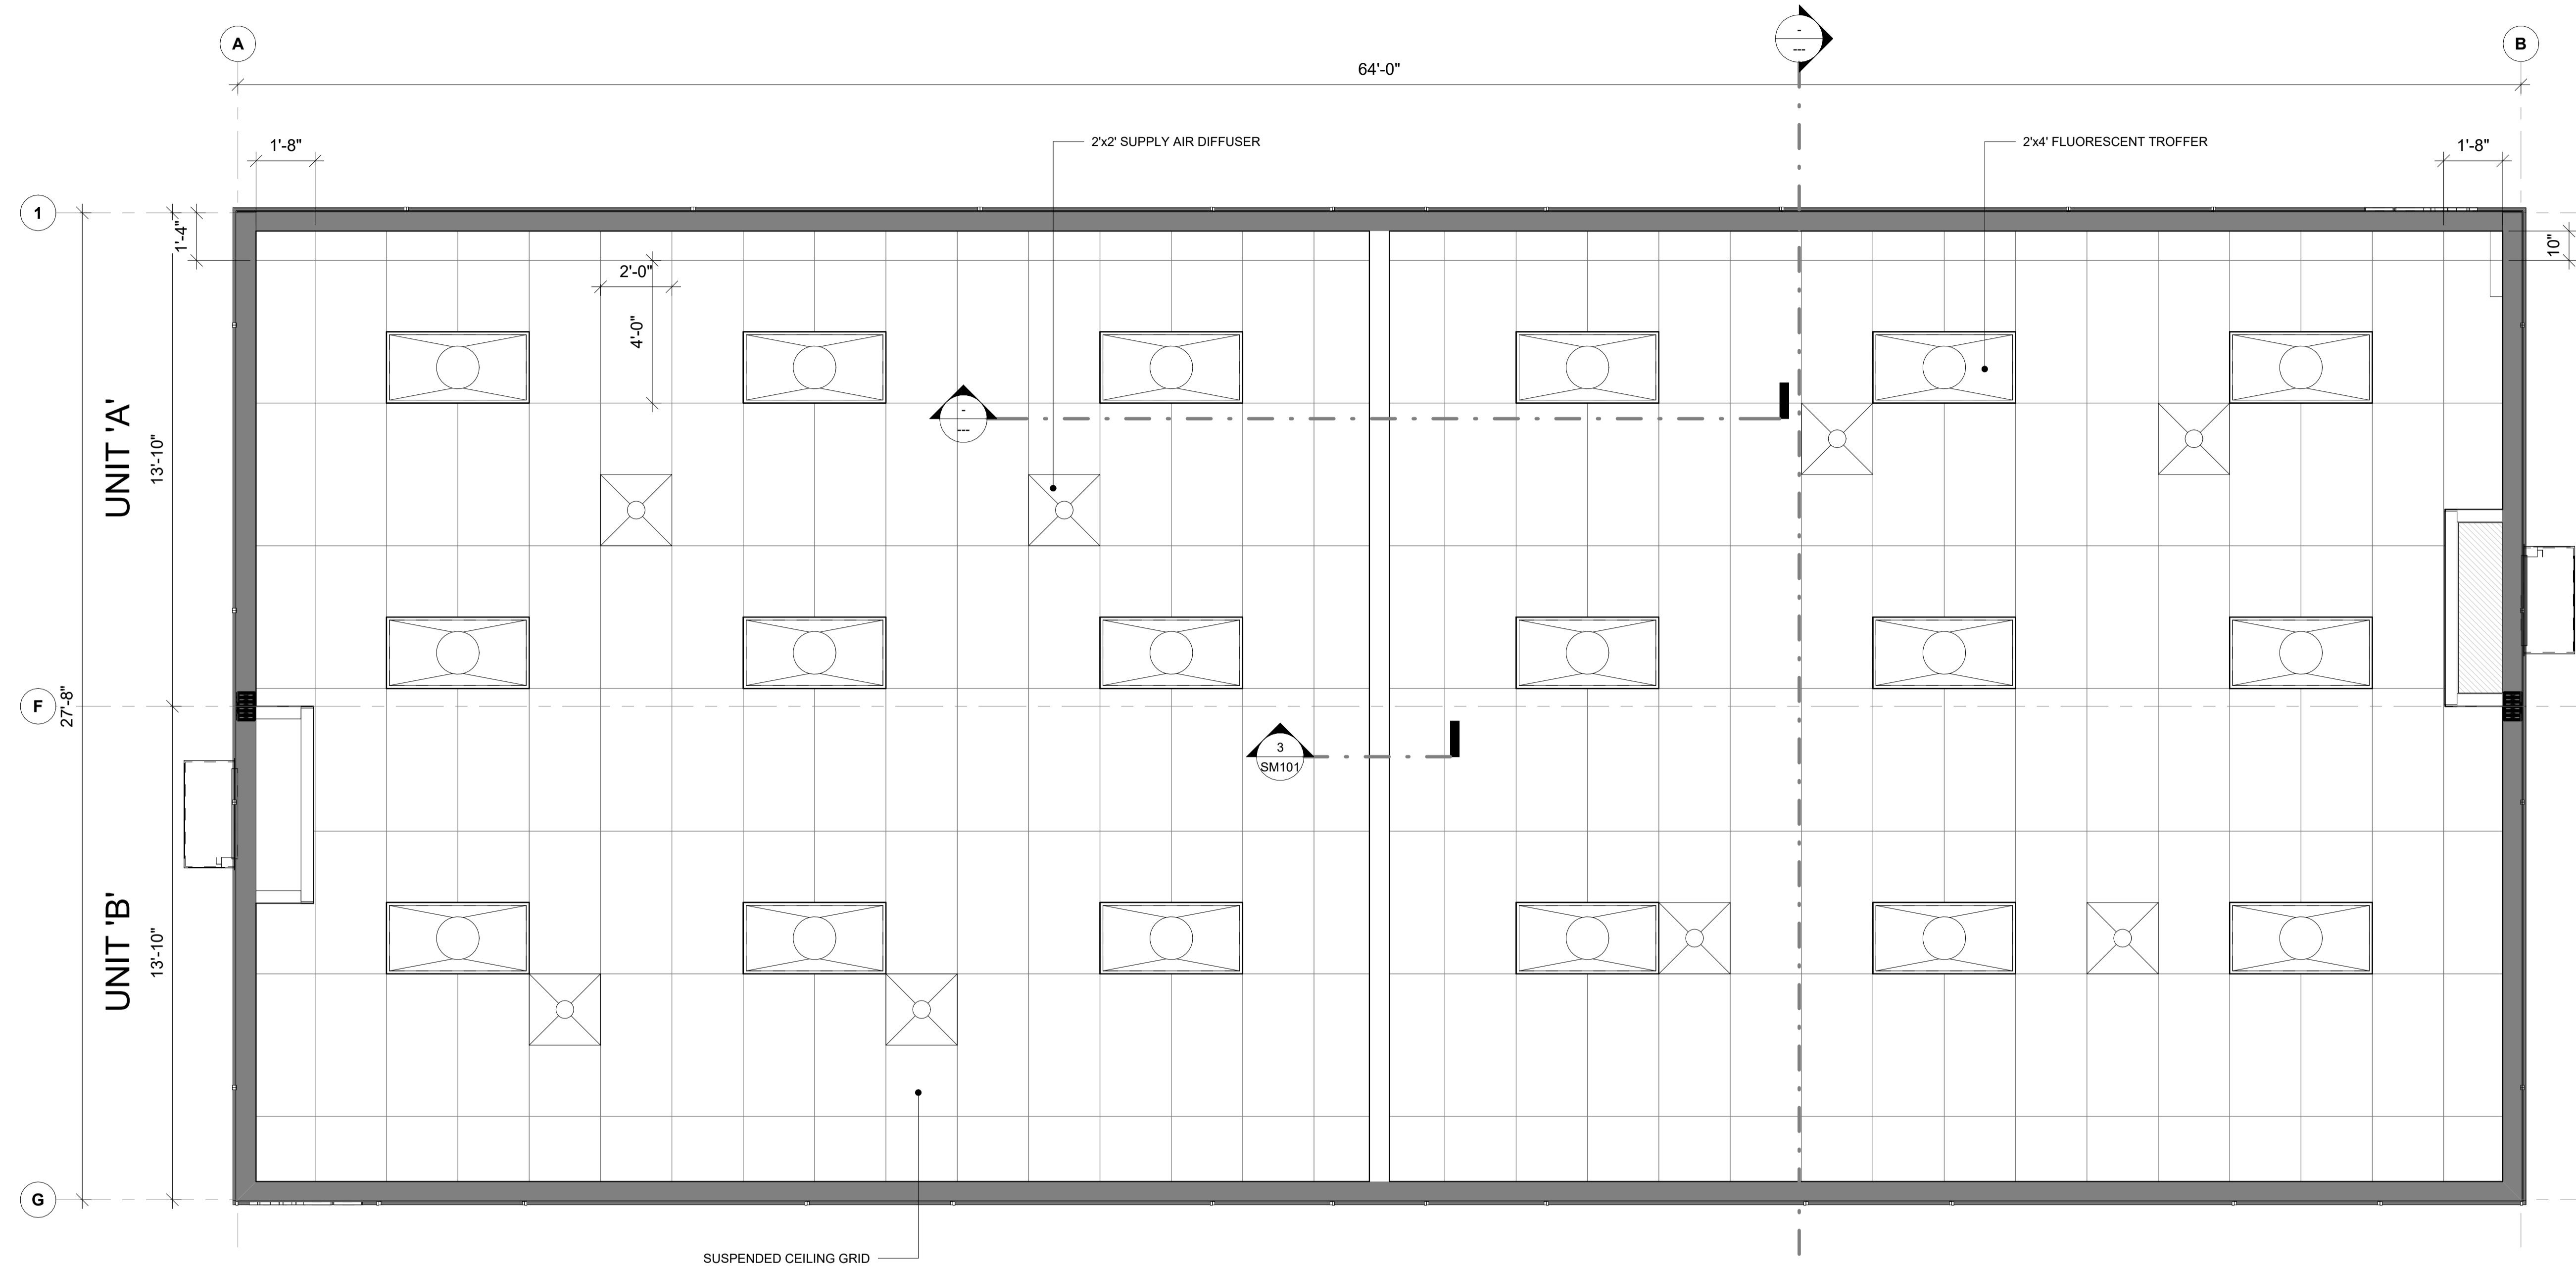 A
-
---
B
64'-0"
1'-8"
2'x2' SUPPLY AIR DIFFUSER
2'x4' FLUORESCENT TROFFER
1'-8"
1
1'-4"
10"
2'-0"
4'-0"
UNIT 'A'
13'-10"
-
---
F
27'-8"
3
SM101
UNIT 'B'
13'-10"
G
SUSPENDED CEILING GRID